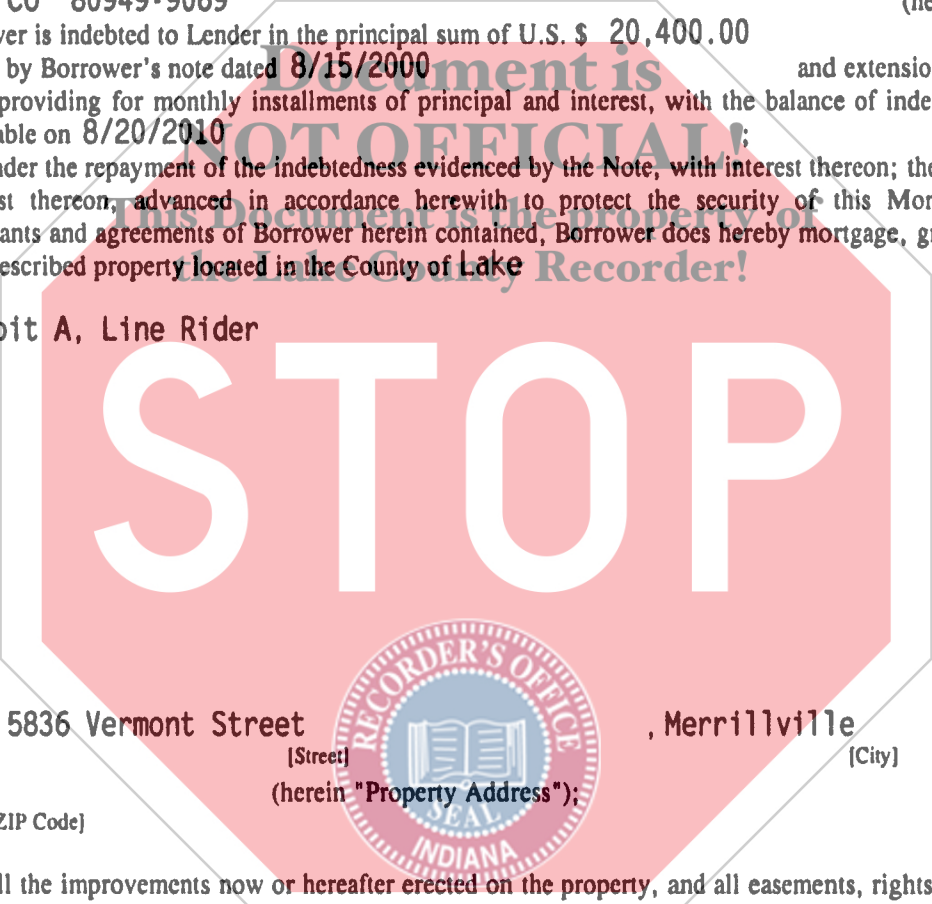 CO 80949-9069 (he
ver is indebted to Lender in the principal sum of U.S. $ 20,400.00
by Borrower's note dated 8/15/2000 and extensio
providing for monthly installments of principal and interest, with the balance of inde
able on 8/20/2010 ;
nder the repayment of the indebtedness evidenced by the Note, with interest thereon; the
st thereon, advanced in accordance herewith to protect the security of this Mor
ants and agreements of Borrower herein contained, Borrower does hereby mortgage, gr
escribed property located in the County of Lake
Document is
NOT OFFICIAL!
This Document is the property of
the Lake County Recorder!
bit A, Line Rider
STOP
5836 Vermont Street , Merrillville
[Street] [City]
(herein "Property Address");
ZIP Code]
RECORDER'S OFFICE
SEAL
INDIANA
ll the improvements now or hereafter erected on the property, and all easements, rights